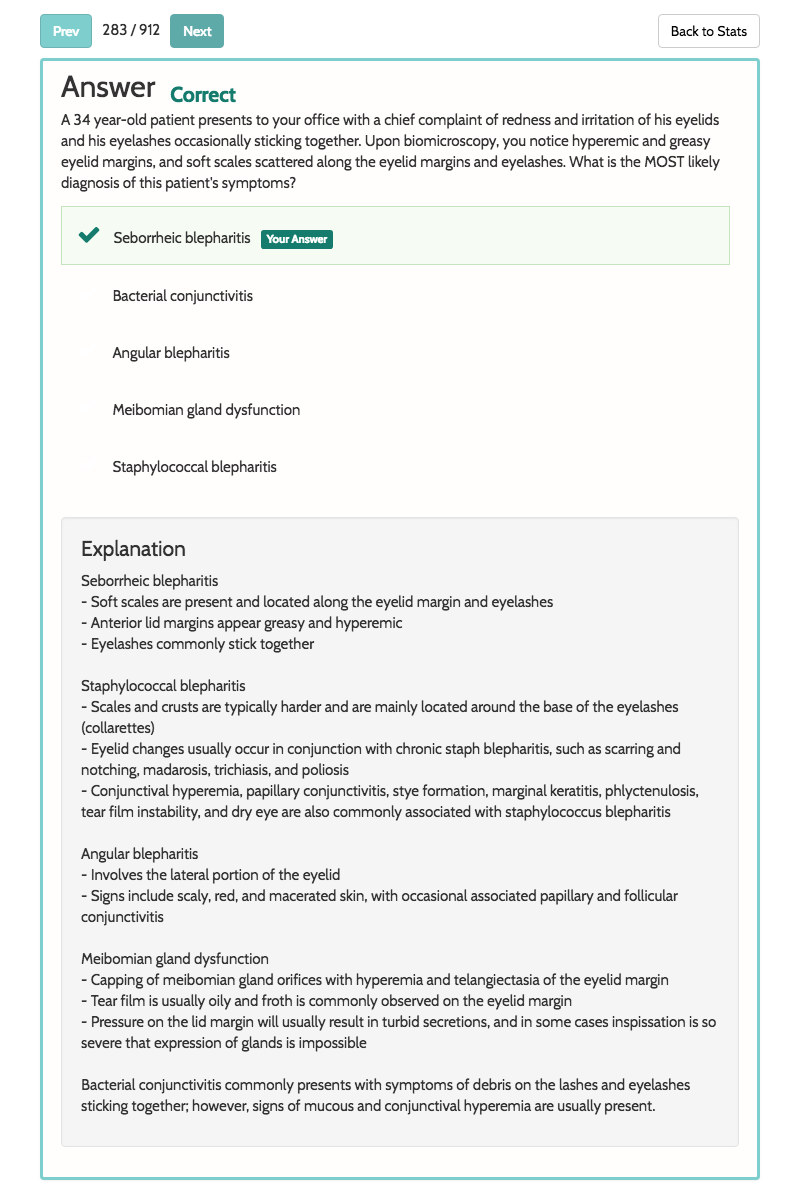 Prev 283 / 912 Next Back to Stats
Answer Correct
A 34 year-old patient presents to your office with a chief complaint of redness and irritation of his eyelids
and his eyelashes occasionally sticking together. Upon biomicroscopy, you notice hyperemic and greasy
eyelid margins, and soft scales scattered along the eyelid margins and eyelashes. What is the MOST likely
diagnosis of this patient's symptoms?
Seborrheic blepharitis Your Answer
Bacterial conjunctivitis
Angular blepharitis
Meibomian gland dysfunction
Staphylococcal blepharitis
Explanation
Seborrheic blepharitis
- Soft scales are present and located along the eyelid margin and eyelashes
- Anterior lid margins appear greasy and hyperemic
- Eyelashes commonly stick together
Staphylococcal blepharitis
- Scales and crusts are typically harder and are mainly located around the base of the eyelashes
(collarettes)
- Eyelid changes usually occur in conjunction with chronic staph blepharitis, such as scarring and
notching, madarosis, trichiasis, and poliosis
- Conjunctival hyperemia, papillary conjunctivitis, stye formation, marginal keratitis, phlyctenulosis,
tear film instability, and dry eye are also commonly associated with staphylococcus blepharitis
Angular blepharitis
- Involves the lateral portion of the eyelid
- Signs include scaly, red, and macerated skin, with occasional associated papillary and follicular
conjunctivitis
Meibomian gland dysfunction
- Capping of meibomian gland orifices with hyperemia and telangiectasia of the eyelid margin
- Tear film is usually oily and froth is commonly observed on the eyelid margin
- Pressure on the lid margin will usually result in turbid secretions, and in some cases inspissation is so
severe that expression of glands is impossible
Bacterial conjunctivitis commonly presents with symptoms of debris on the lashes and eyelashes
sticking together; however, signs of mucous and conjunctival hyperemia are usually present.